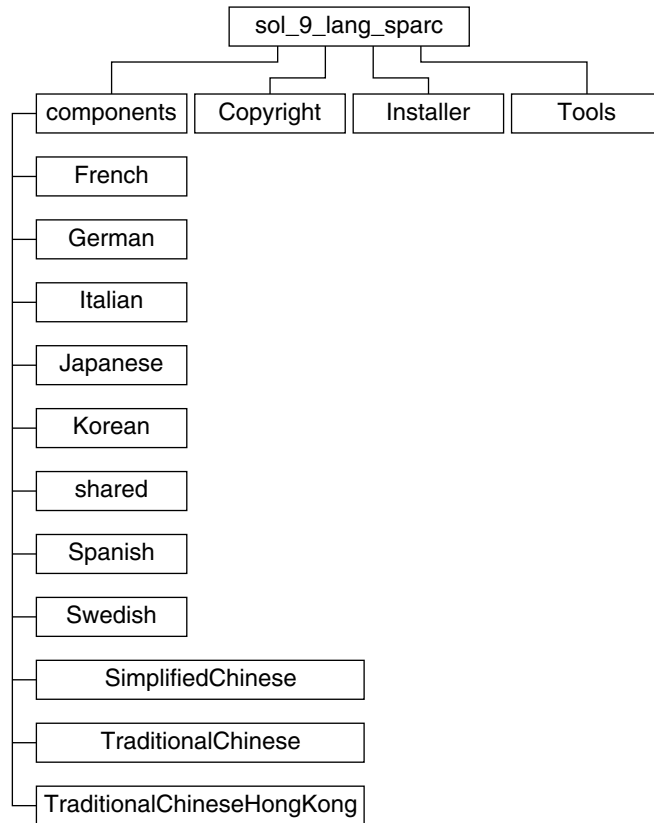 sol_9_lang_sparc
components
Copyright
Installer
Tools
French
German
Italian
Japanese
Korean
shared
Spanish
Swedish
SimplifiedChinese
TraditionalChinese
TraditionalChineseHongKong